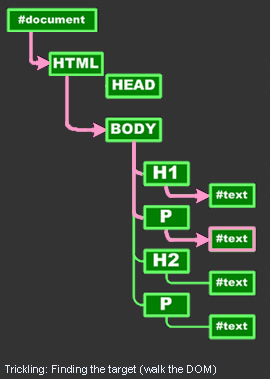 #document
HTML
HEAD
BODY
H1
#text
P
#text
H2
#text
P
#text
Trickling: Finding the target (walk the DOM)